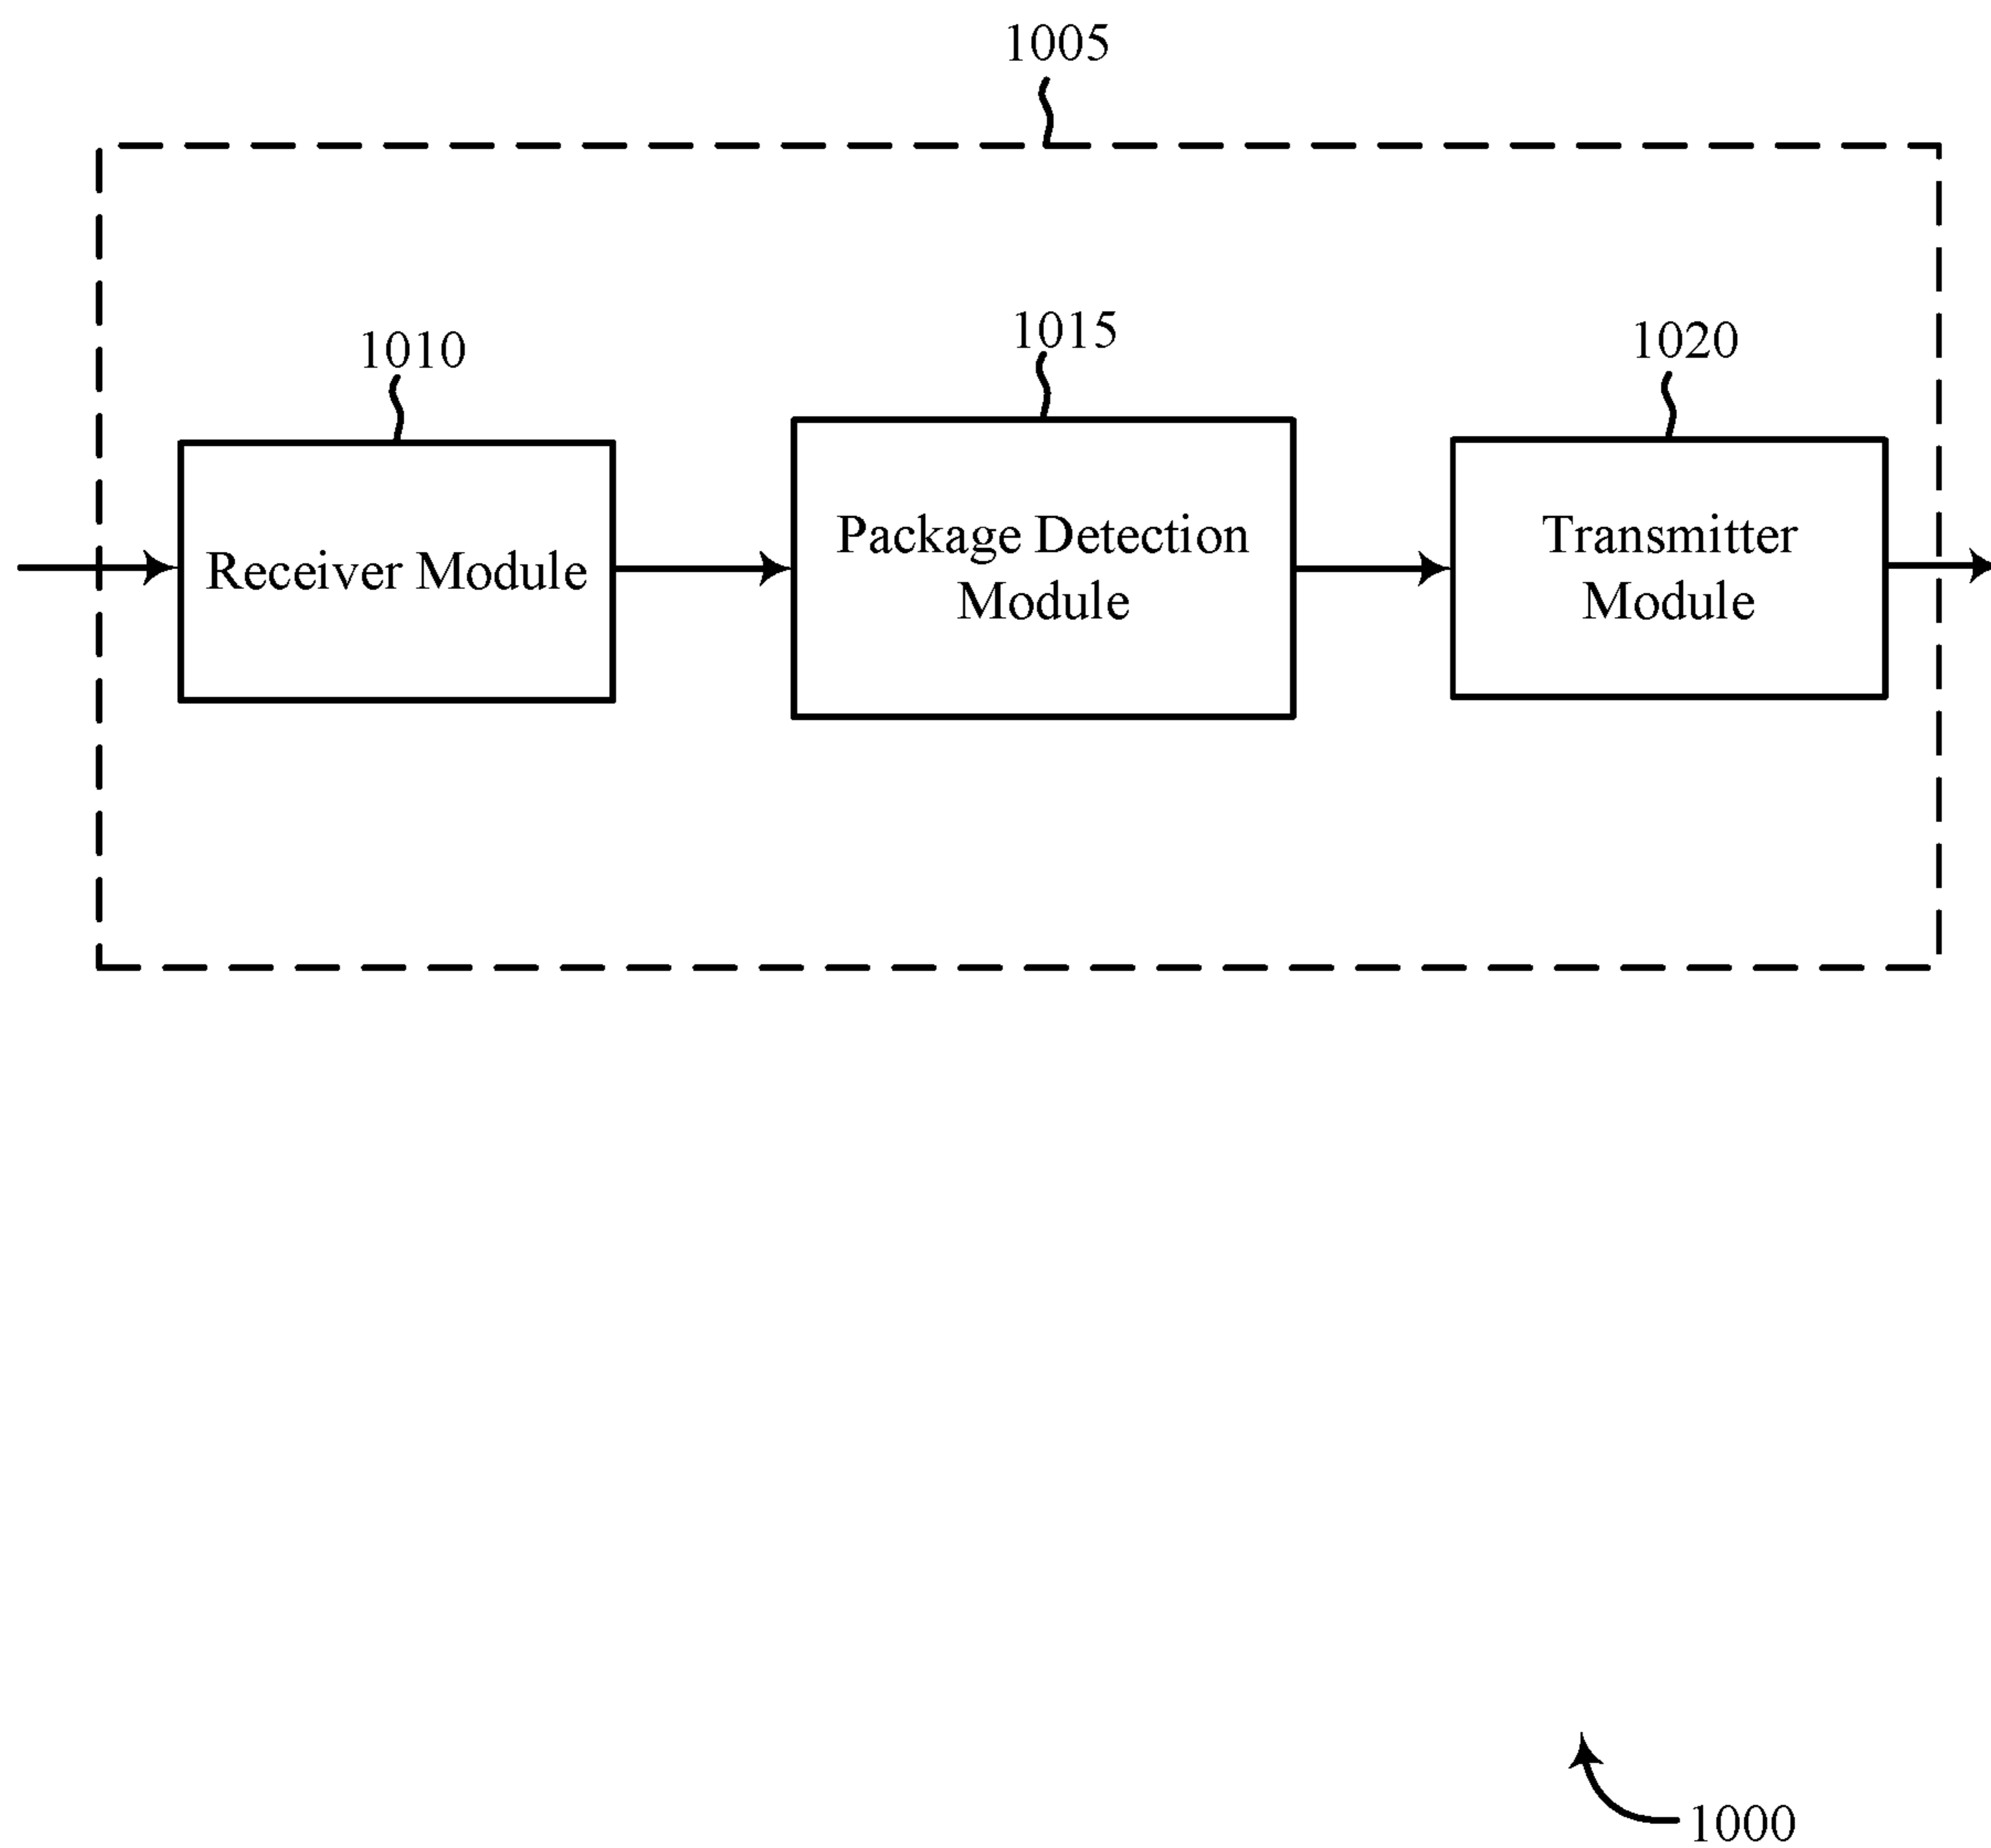 1005
1010
1015
1020
Receiver Module
Package Detection
Module
Transmitter
Module
1000